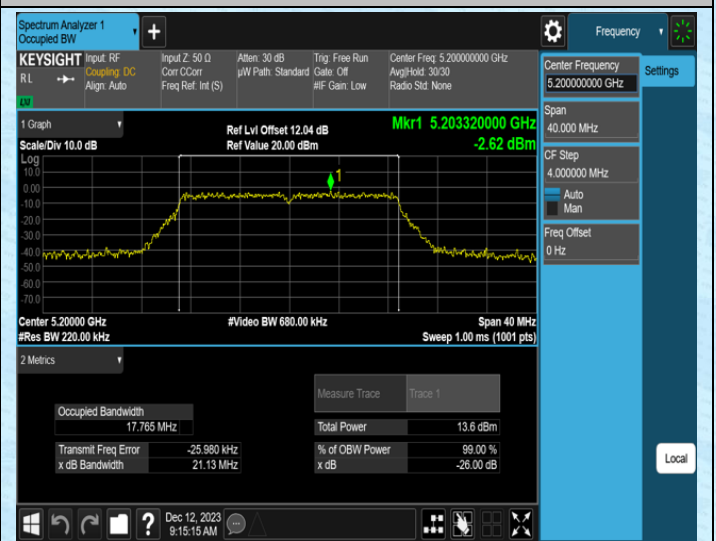 Spectrum Analyzer 1
Occupied BW
+
Frequency
KEYSIGHT
R L
LXI
Input: RF
Coupling: DC
Align: Auto
Input Z: 50 Ω
Corr CCorr
Freq Ref: Int (S)
Atten: 30 dB
µW Path: Standard
Trig: Free Run
Gate: Off
#IF Gain: Low
Center Freq: 5.200000000 GHz
Avg|Hold: 30/30
Radio Std: None
Center Frequency
5.200000000 GHz
Settings
Span
40.000 MHz
CF Step
4.000000 MHz
Auto
Man
Freq Offset
0 Hz
Local
1 Graph
Scale/Div 10.0 dB
Ref Lvl Offset 12.04 dB
Ref Value 20.00 dBm
Mkr1 5.203320000 GHz
-2.62 dBm
Log
10.0
0.00
-10.0
-20.0
-30.0
-40.0
-50.0
-60.0
-70.0
1
Center 5.20000 GHz
#Video BW 680.00 kHz
Span 40 MHz
#Res BW 220.00 kHz
Sweep 1.00 ms (1001 pts)
2 Metrics
Measure Trace
Trace 1
Occupied Bandwidth
17.765 MHz
Total Power
13.6 dBm
Transmit Freq Error
-25.980 kHz
% of OBW Power
99.00 %
x dB Bandwidth
21.13 MHz
x dB
-26.00 dB
?
Dec 12, 2023
9:15:15 AM